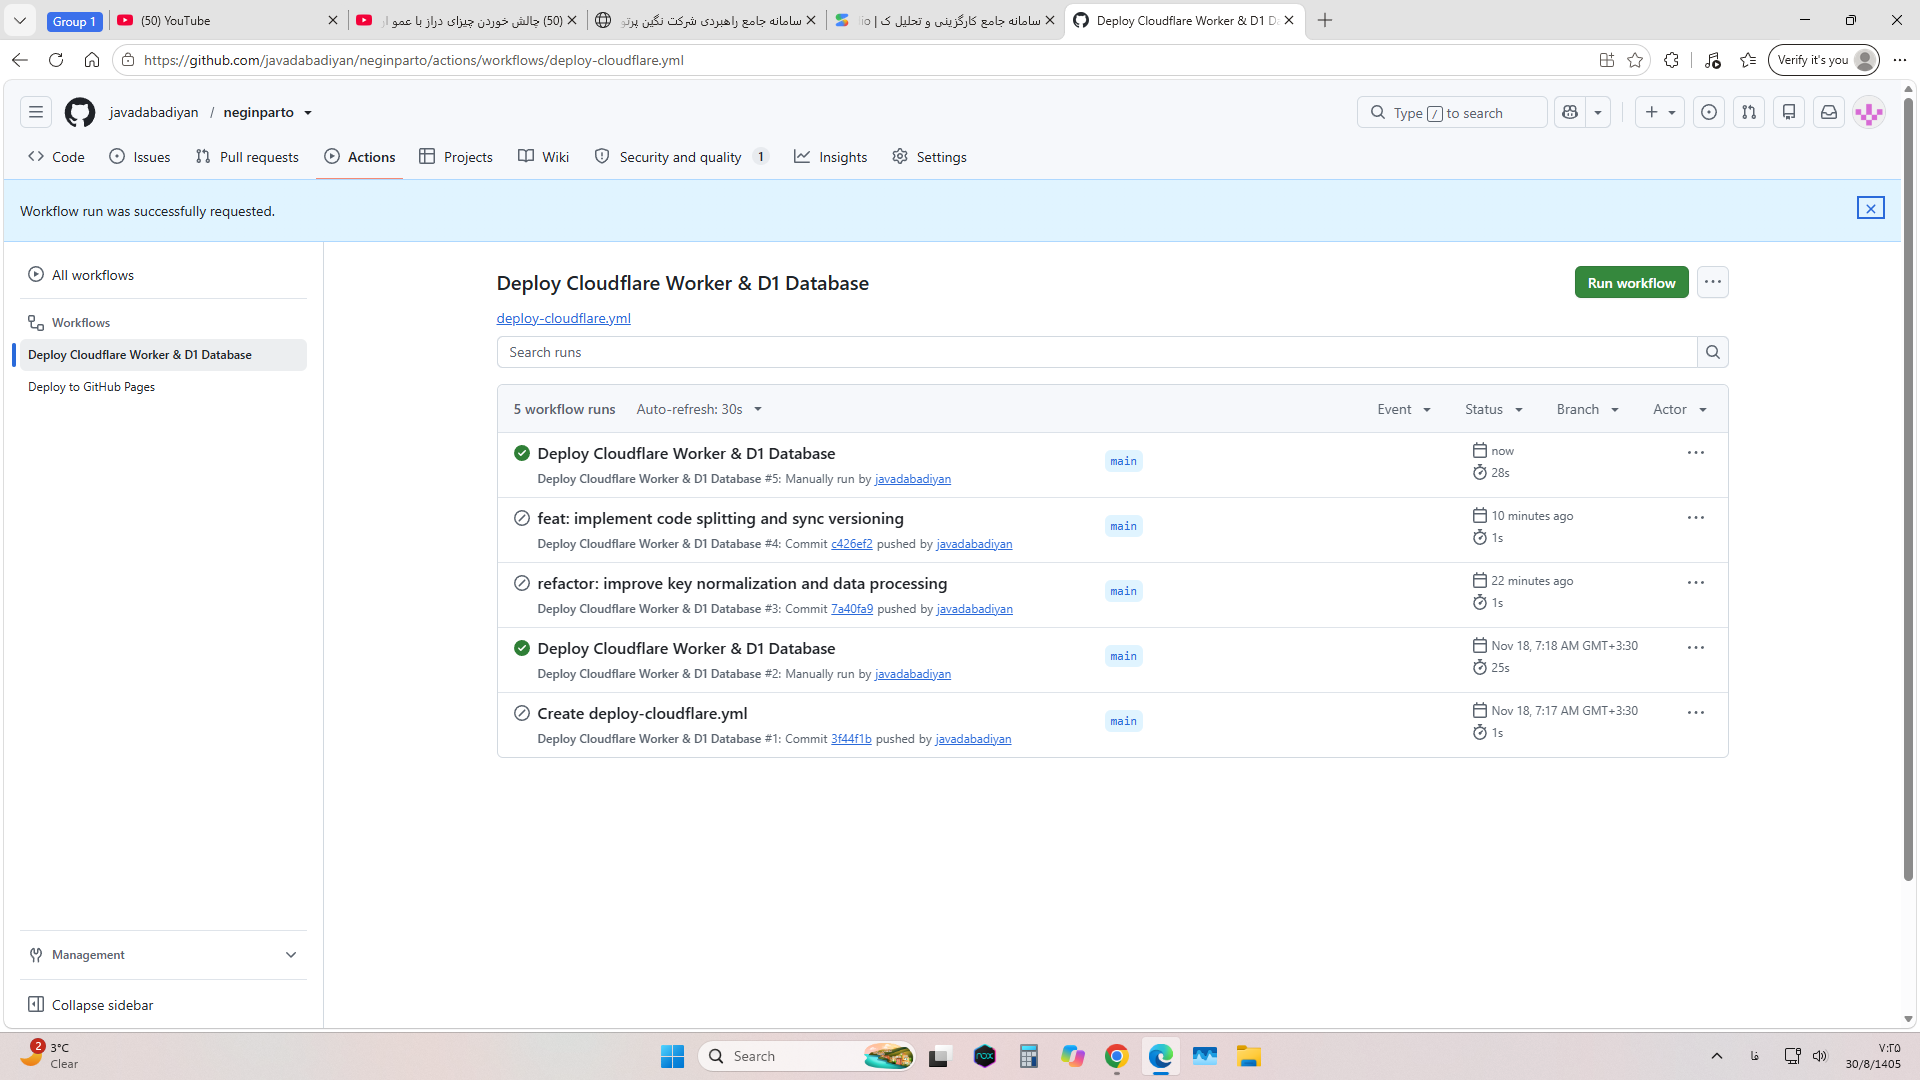 Group 1
(50) YouTube
(50) چالش خوردن چیزای دراز با عمو ار
سامانه جامع راهبردی شرکت نگین پرتو
سامانه جامع کارگزینی و تحلیل ک | io
Deploy Cloudflare Worker & D1 Da
https://github.com/javadabadiyan/neginparto/actions/workflows/deploy-cloudflare.yml
Verify it's you
javadabadiyan / neginparto
Type / to search
Code
Issues
Pull requests
Actions
Projects
Wiki
Security and quality 1
Insights
Settings
Workflow run was successfully requested.
All workflows
Workflows
Deploy Cloudflare Worker & D1 Database
Deploy to GitHub Pages
Management
Collapse sidebar
Deploy Cloudflare Worker & D1 Database
Run workflow
deploy-cloudflare.yml
Search runs
5 workflow runs
Auto-refresh: 30s
Event
Status
Branch
Actor
Deploy Cloudflare Worker & D1 Database
Deploy Cloudflare Worker & D1 Database #5: Manually run by javadabadiyan
main
now
28s
feat: implement code splitting and sync versioning
Deploy Cloudflare Worker & D1 Database #4: Commit c426ef2 pushed by javadabadiyan
main
10 minutes ago
1s
refactor: improve key normalization and data processing
Deploy Cloudflare Worker & D1 Database #3: Commit 7a40fa9 pushed by javadabadiyan
main
22 minutes ago
1s
Deploy Cloudflare Worker & D1 Database
Deploy Cloudflare Worker & D1 Database #2: Manually run by javadabadiyan
main
Nov 18, 7:18 AM GMT+3:30
25s
Create deploy-cloudflare.yml
Deploy Cloudflare Worker & D1 Database #1: Commit 3f44f1b pushed by javadabadiyan
main
Nov 18, 7:17 AM GMT+3:30
1s
2
3°C
Clear
Search
nox
فا
۷:۲۵
30/8/1405